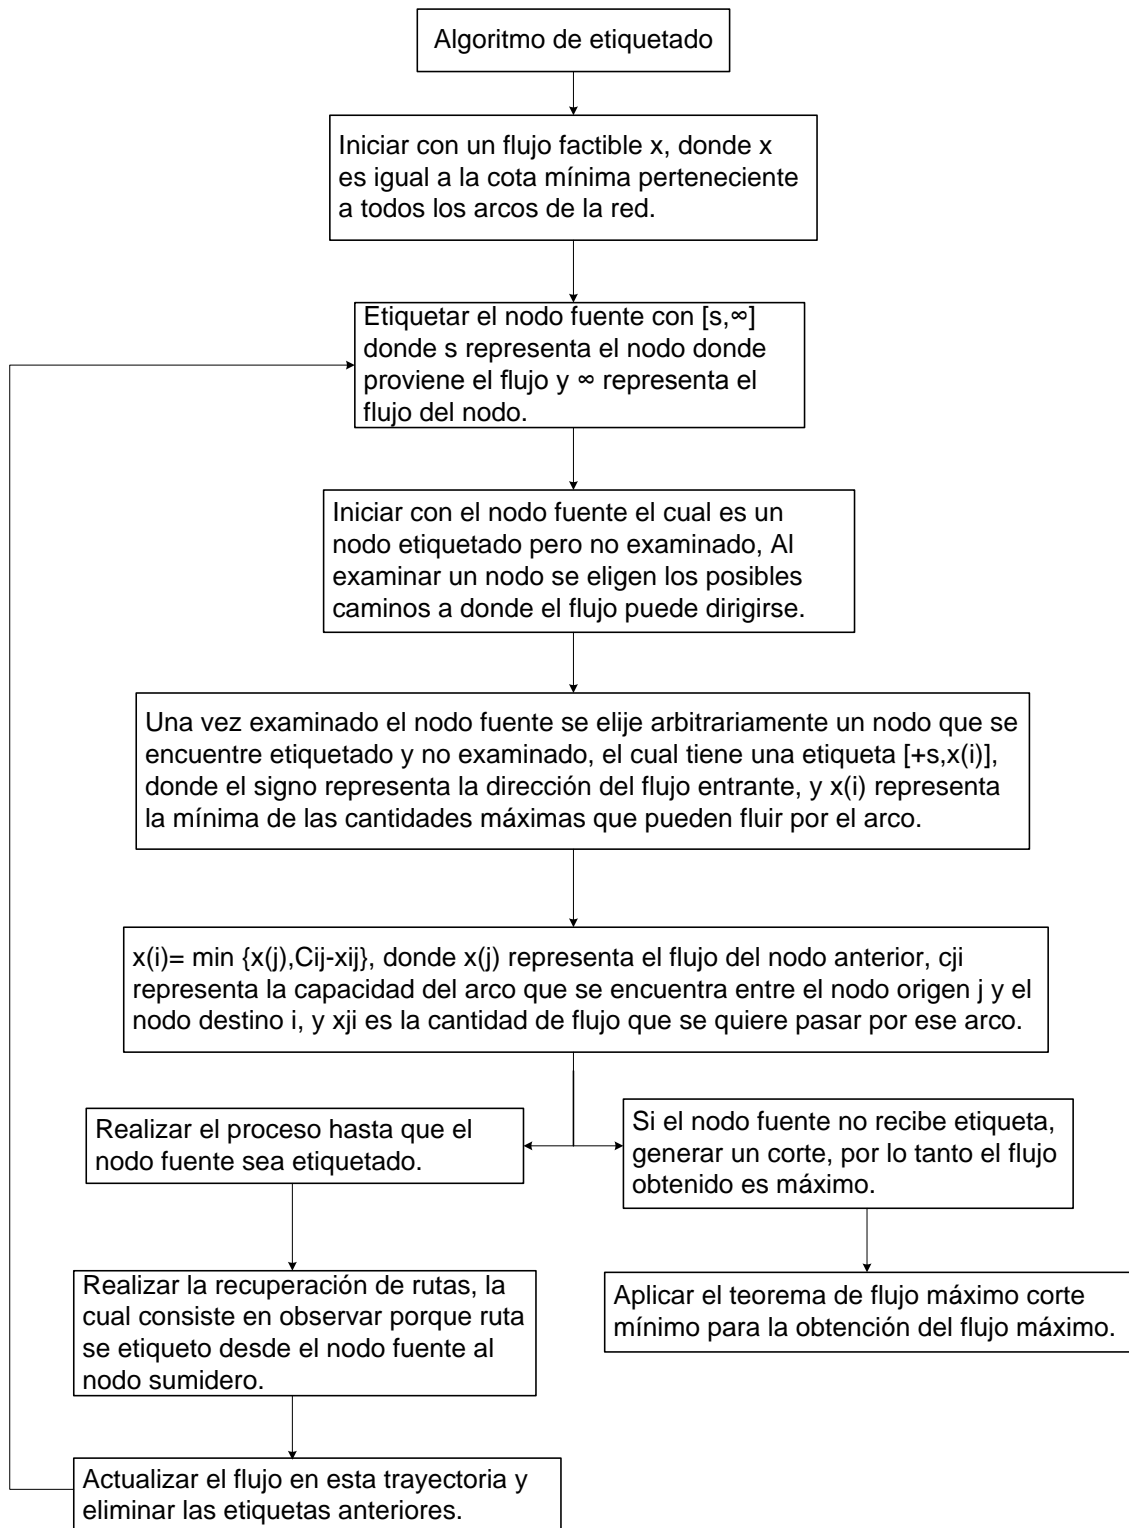 Algoritmo de etiquetado
Iniciar con un flujo factible x, donde x
es igual a la cota mínima perteneciente
a todos los arcos de la red.
Etiquetar el nodo fuente con [s,∞]
donde s representa el nodo donde
proviene el flujo y ∞ representa el
flujo del nodo.
Iniciar con el nodo fuente el cual es un
nodo etiquetado pero no examinado, Al
examinar un nodo se eligen los posibles
caminos a donde el flujo puede dirigirse.
Una vez examinado el nodo fuente se elije arbitrariamente un nodo que se
encuentre etiquetado y no examinado, el cual tiene una etiqueta [+s,x(i)],
donde el signo representa la dirección del flujo entrante, y x(i) representa
la mínima de las cantidades máximas que pueden fluir por el arco.
x(i)= min {x(j),Cij-xij}, donde x(j) representa el flujo del nodo anterior, cji
representa la capacidad del arco que se encuentra entre el nodo origen j y el
nodo destino i, y xji es la cantidad de flujo que se quiere pasar por ese arco.
Realizar el proceso hasta que el
nodo fuente sea etiquetado.
Si el nodo fuente no recibe etiqueta,
generar un corte, por lo tanto el flujo
obtenido es máximo.
Realizar la recuperación de rutas, la
cual consiste en observar porque ruta
se etiqueto desde el nodo fuente al
nodo sumidero.
Aplicar el teorema de flujo máximo corte
mínimo para la obtención del flujo máximo.
Actualizar el flujo en esta trayectoria y
eliminar las etiquetas anteriores.